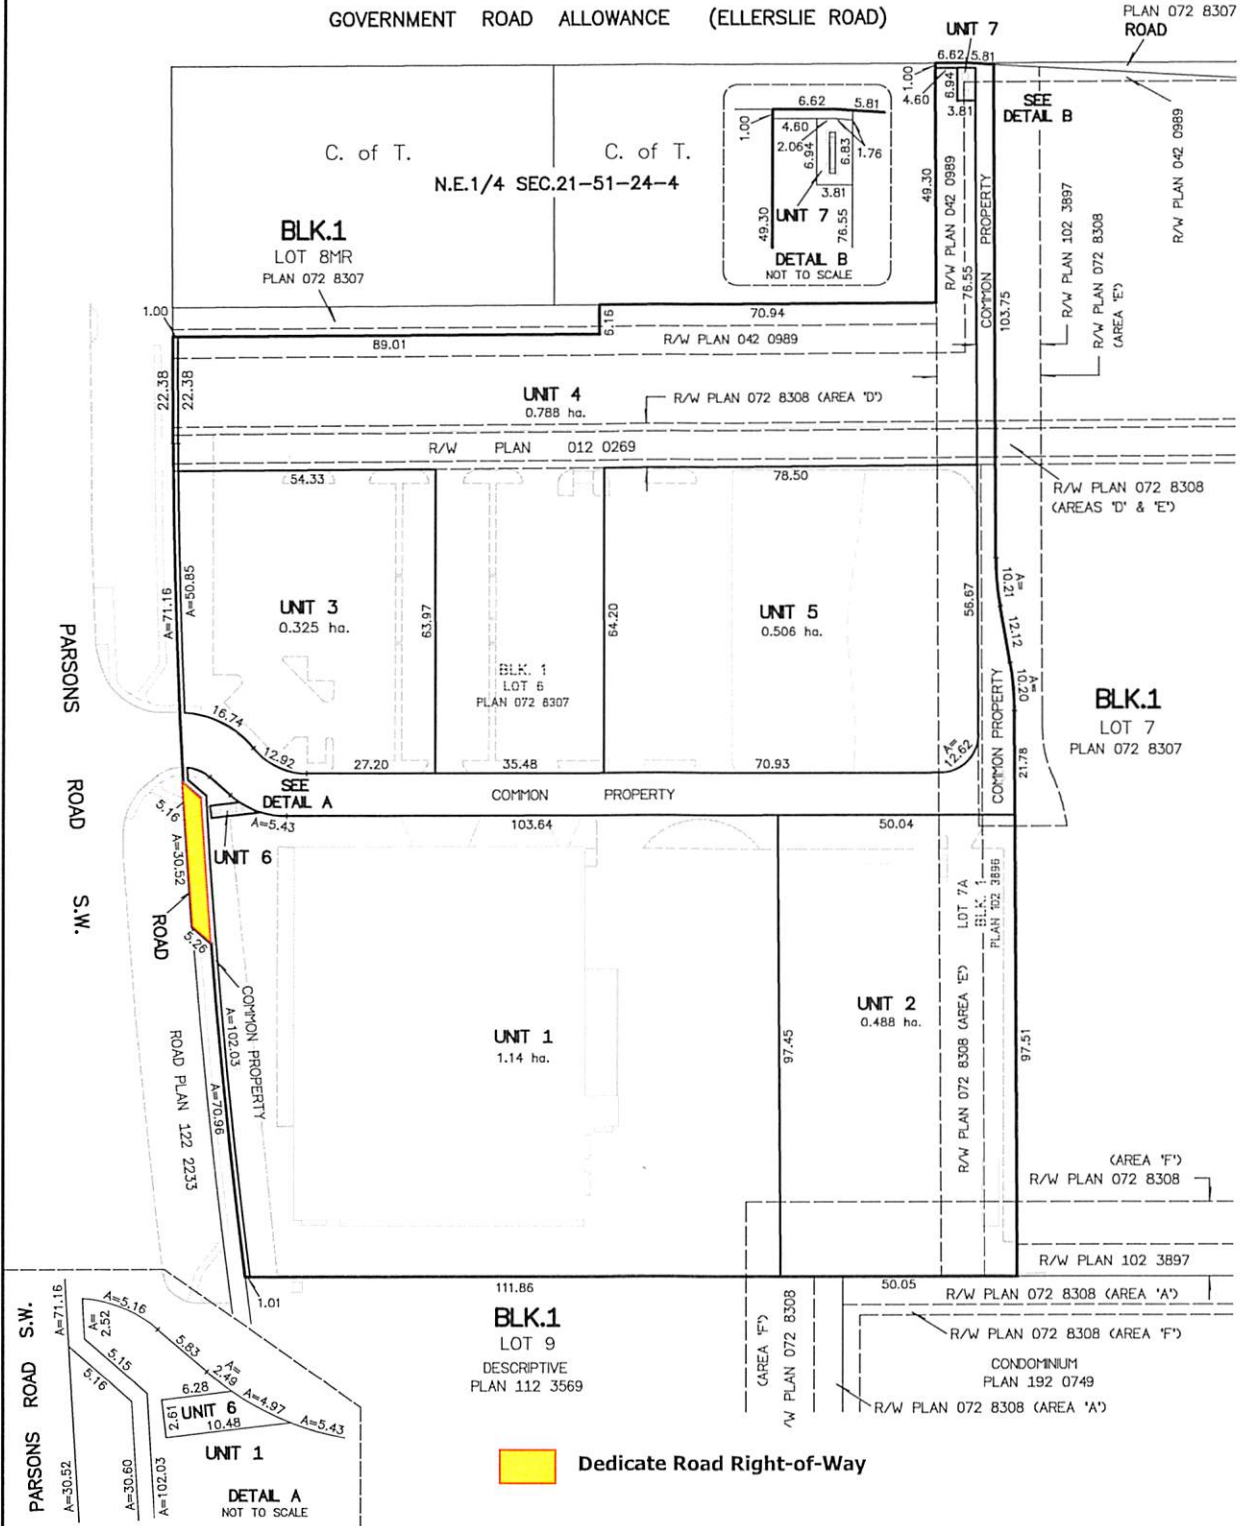 GOVERNMENT ROAD ALLOWANCE (ELLERSLIE ROAD)
PLAN 072 8307
ROAD
UNIT 7
6.62 5.81
1.00
4.60
6.94
3.81
SEE
DETAIL B
R/W PLAN 042 0989
C. of T.
C. of T.
N.E.1/4 SEC.21-51-24-4
6.62
5.81
1.00
4.60
2.06
6.94
6.83
1.76
3.81
UNIT 7
49.30
76.55
DETAIL B
NOT TO SCALE
49.30
R/W PLAN 042 0989
76.55
COMMON PROPERTY
103.75
R/W PLAN 102 3897
R/W PLAN 072 8308
(AREA 'E')
BLK.1
LOT 8MR
PLAN 072 8307
1.00
89.01
6.16
70.94
R/W PLAN 042 0989
22.38
22.38
UNIT 4
0.788 ha.
R/W PLAN 072 8308 (AREA 'D')
R/W PLAN 012 0269
54.33
78.50
R/W PLAN 072 8308
(AREAS 'D' & 'E')
A=71.16
A=50.85
UNIT 3
0.325 ha.
63.97
64.20
UNIT 5
0.506 ha.
56.67
A=
10.21
12.12
A=
10.20
BLK. 1
LOT 6
PLAN 072 8307
BLK.1
LOT 7
PLAN 072 8307
PARSONS ROAD S.W.
16.74
12.92
27.20
35.48
70.93
A=
12.62
COMMON PROPERTY
21.78
SEE
DETAIL A
COMMON PROPERTY
5.16
A=5.43
103.64
50.04
UNIT 6
A=30.52
ROAD
5.26
LOT 7A
BLK. 1
PLAN 102 3896
COMMON PROPERTY
A=102.03
ROAD PLAN 122 2233
A=70.96
UNIT 1
1.14 ha.
97.45
UNIT 2
0.488 ha.
R/W PLAN 072 8308 (AREA 'E')
97.51
(AREA 'F')
R/W PLAN 072 8308
R/W PLAN 102 3897
1.01
111.86
50.05
R/W PLAN 072 8308 (AREA 'A')
R/W PLAN 072 8308 (AREA 'F')
BLK.1
LOT 9
DESCRIPTIVE
PLAN 112 3569
(AREA 'F')
/W PLAN 072 8308
CONDOMINIUM
PLAN 192 0749
R/W PLAN 072 8308 (AREA 'A')
PARSONS ROAD S.W.
A=71.16
A=5.16
A=
2.52
5.15
5.16
5.83
A=
2.49
A=4.97
A=5.43
6.28
2.61
UNIT 6
10.48
UNIT 1
A=30.52
A=30.60
A=102.03
DETAIL A
NOT TO SCALE
Dedicate Road Right-of-Way